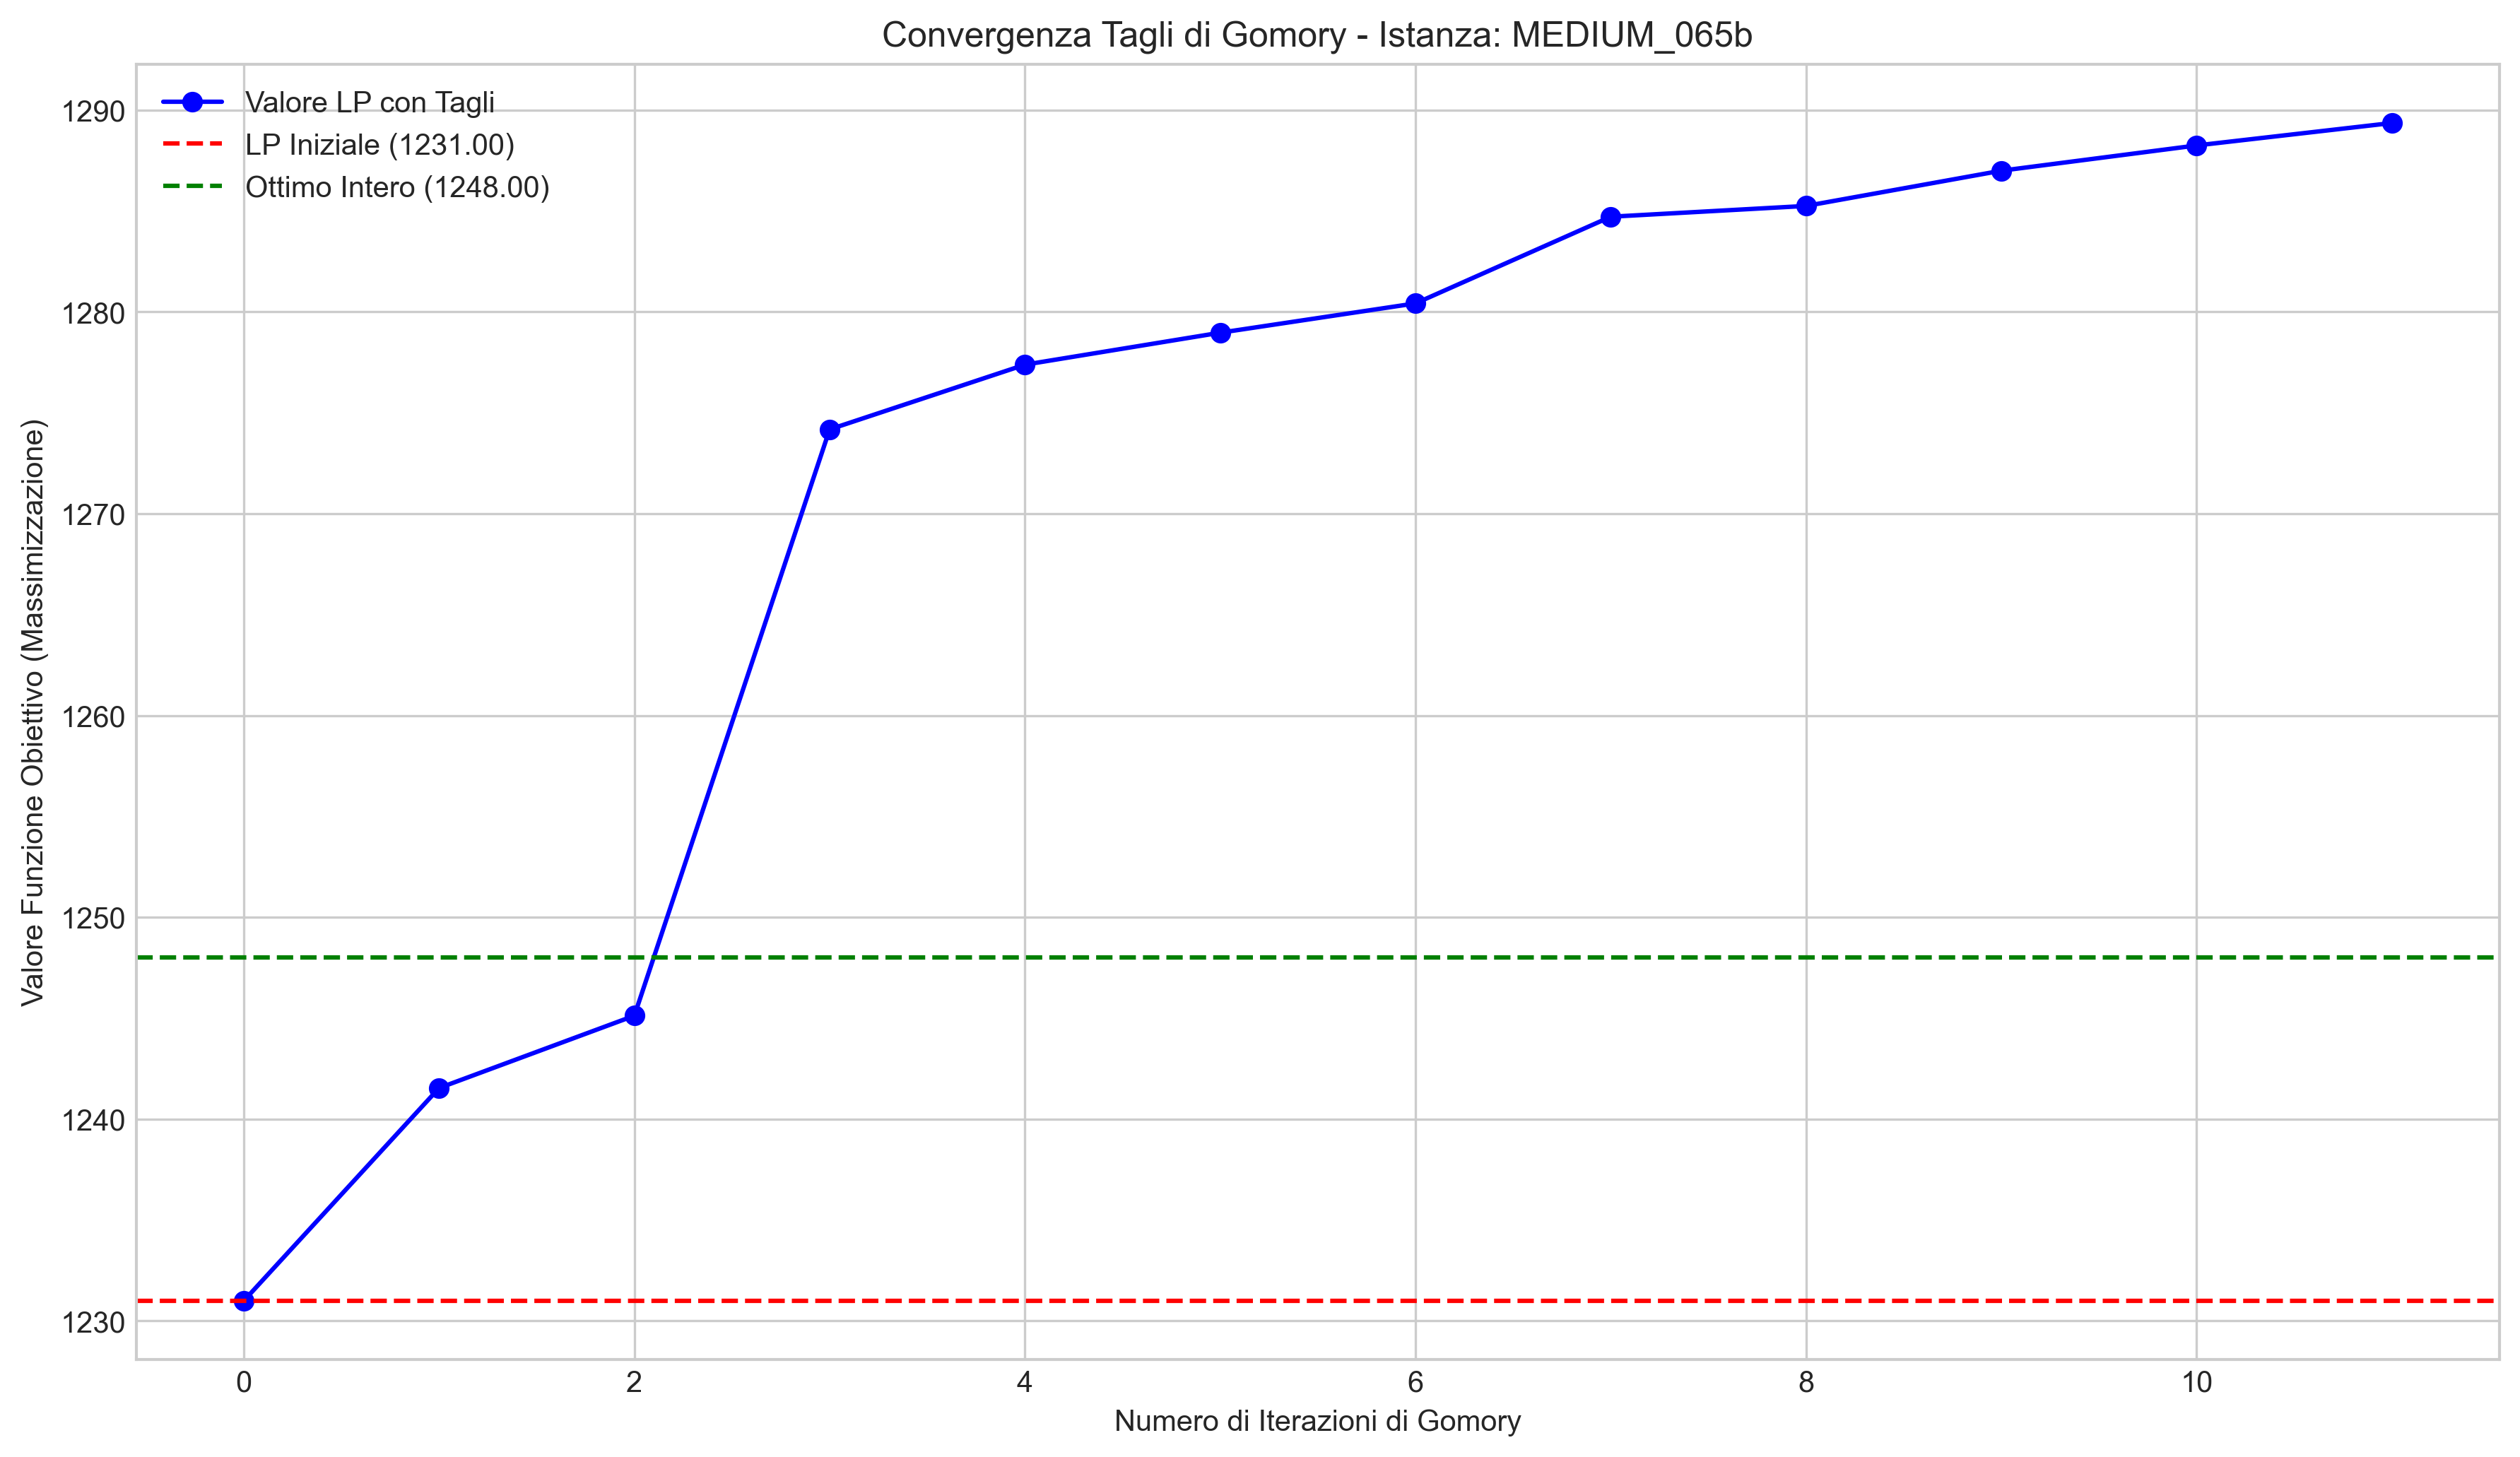 Convergenza Tagli di Gomory - Istanza: MEDIUM_065b
Valore LP con Tagli
LP Iniziale (1231.00)
Ottimo Intero (1248.00)
Valore Funzione Obiettivo (Massimizzazione)
1290
1280
1270
1260
1250
1240
1230
0 2 4 6 8 10
Numero di Iterazioni di Gomory